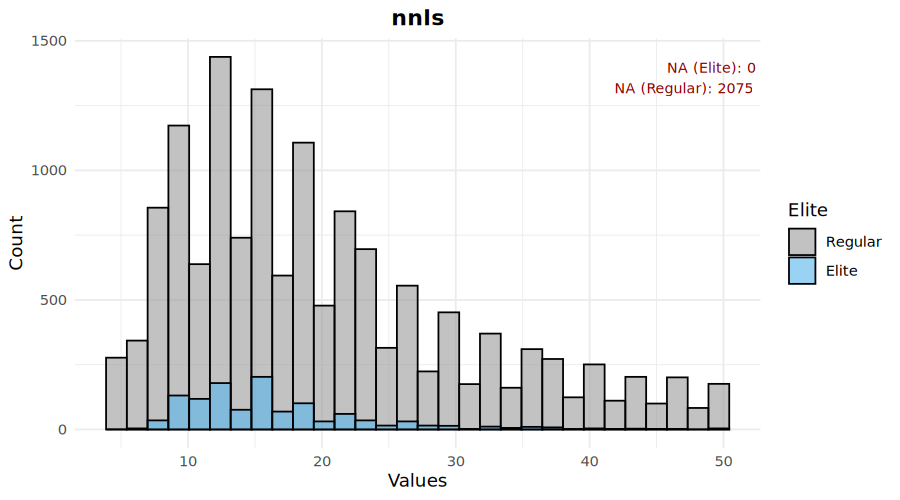 nnls
1500
NA (Elite): 0
NA (Regular): 2075
1000
Elite
Regular
Elite
Count
500
0
10 20 30 40 50
Values